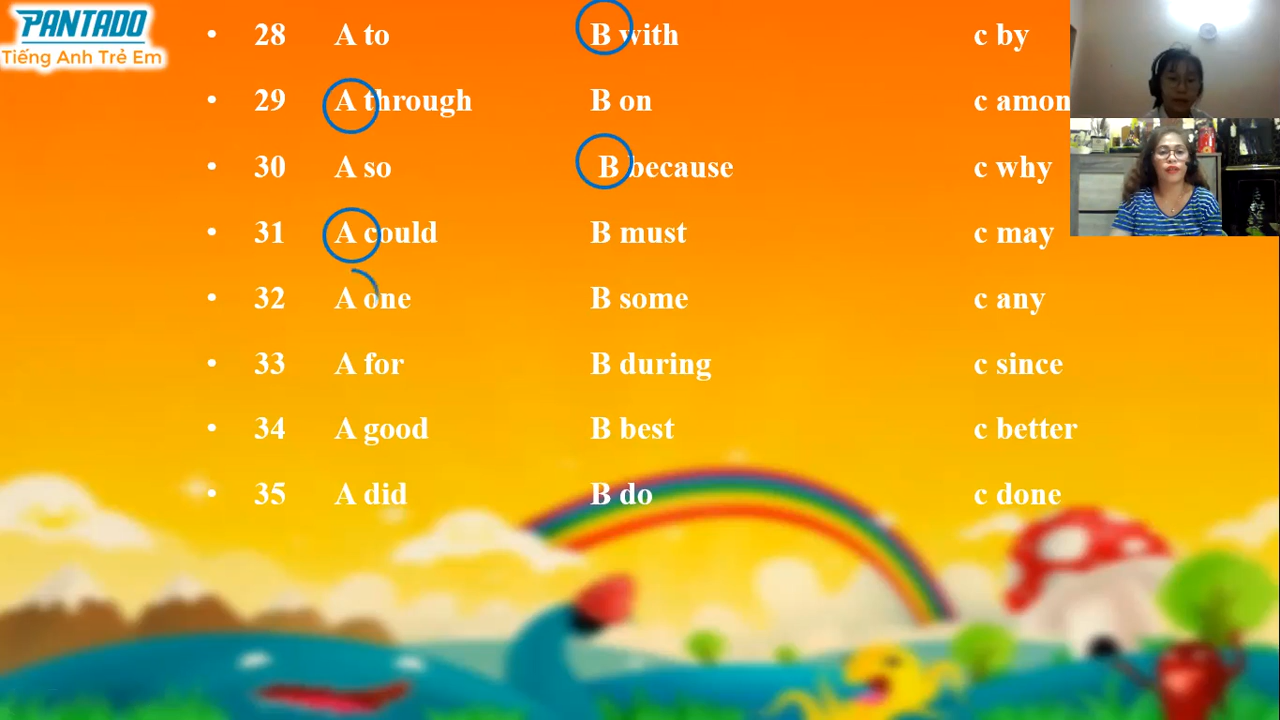 PANTADO
Tiếng Anh Trẻ Em
• 28 A to B with c by
• 29 A through B on c amon
• 30 A so B because c why
• 31 A could B must c may
• 32 A one B some c any
• 33 A for B during c since
• 34 A good B best c better
• 35 A did B do c done